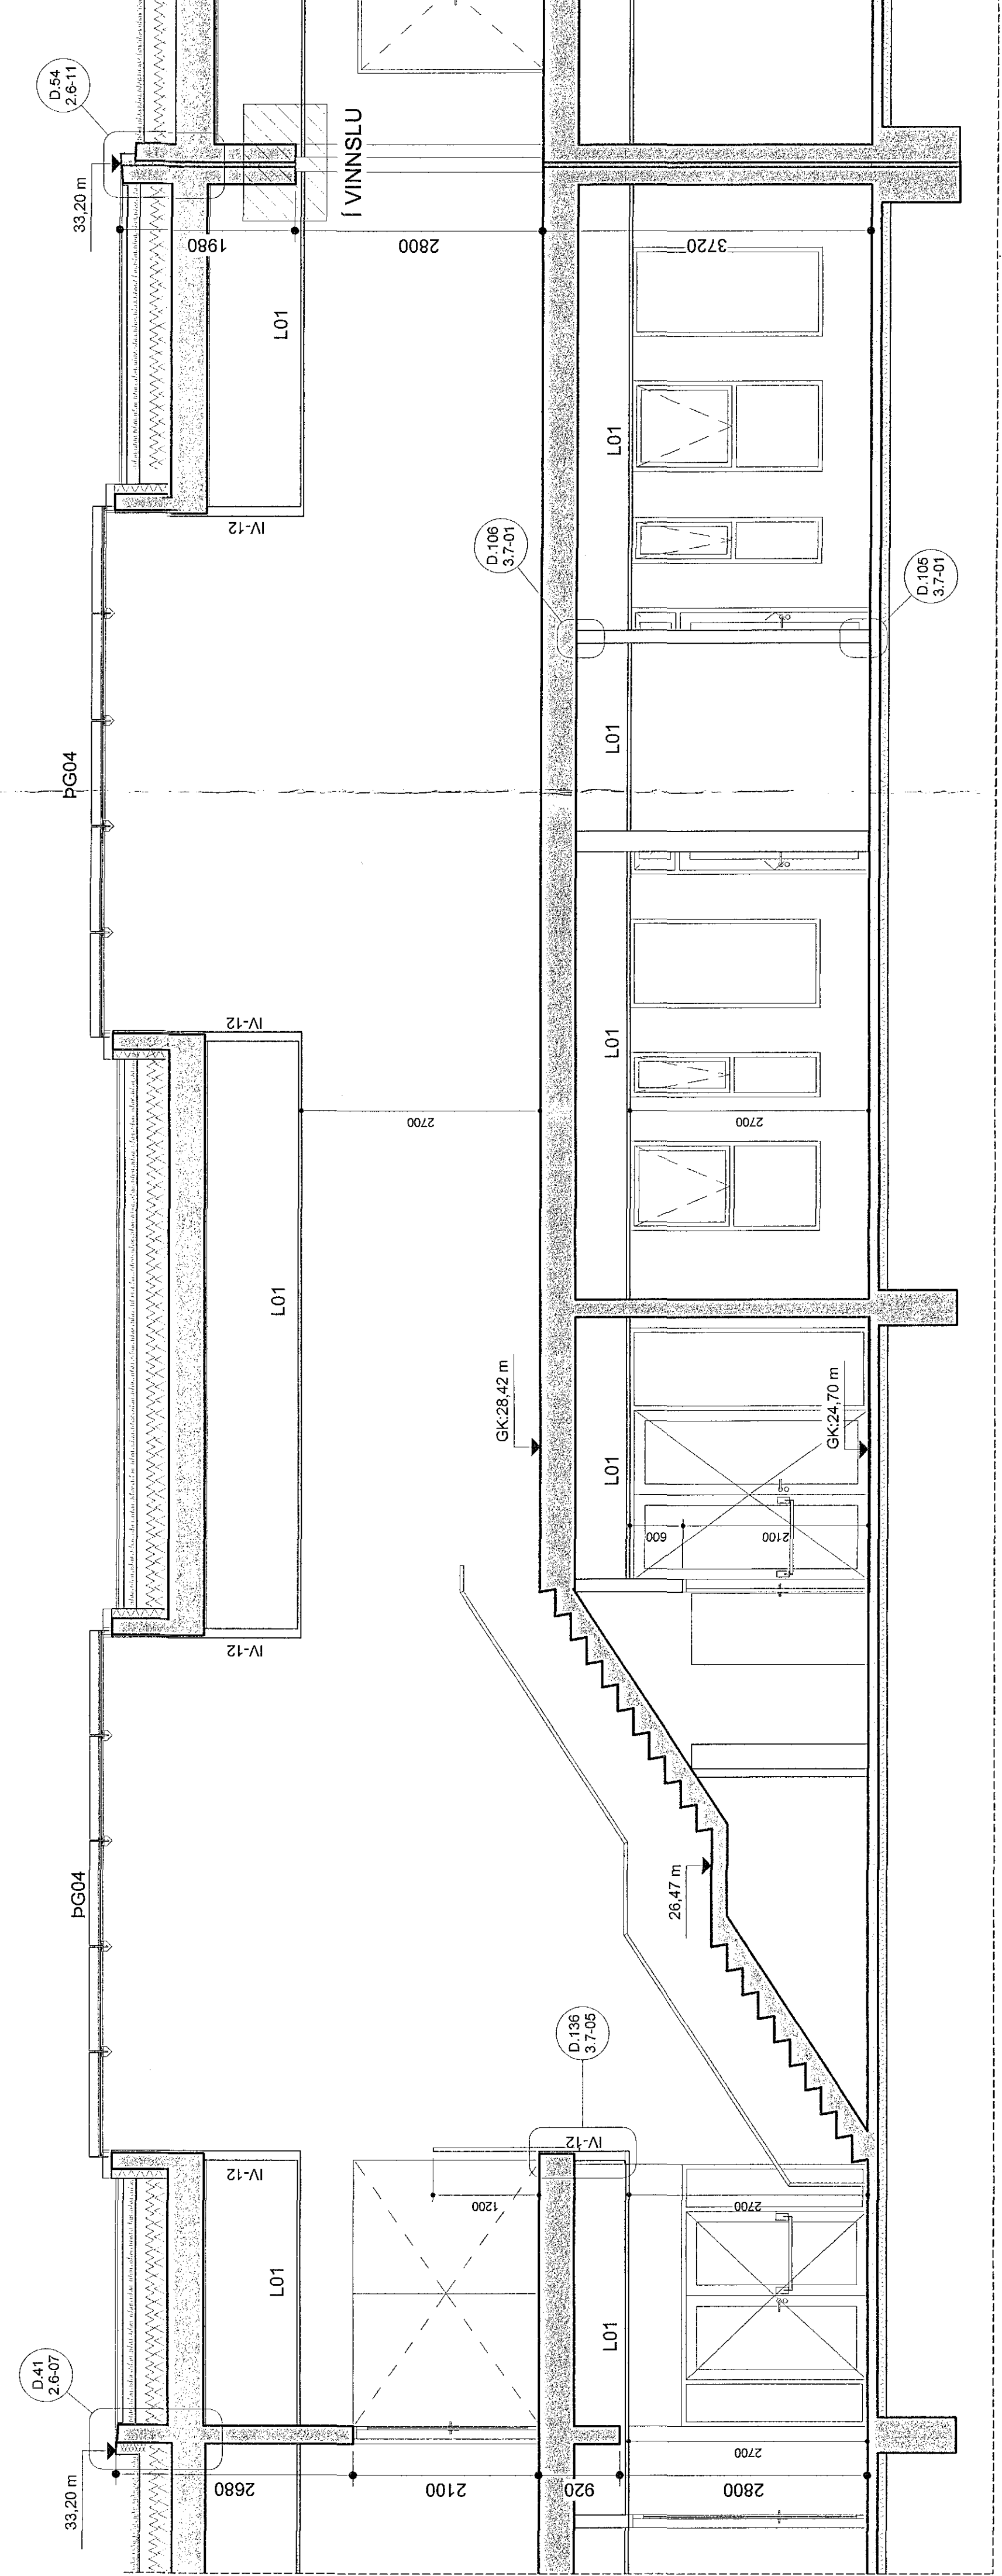 D.54
2.6-11
33,20 m
Í VINNSLU
1980
2800
3720
L01
L01
IV-12
D.106
3.7-01
D.105
3.7-01
ÞG04
L01
IV-12
L01
2700
2700
L01
GK:28,42 m
GK:24,70 m
L01
600
2100
IV-12
ÞG04
26,47 m
D.136
3.7-05
IV-12
IV-12
1200
2700
L01
L01
D.41
2.6-07
33,20 m
2680
2100
920
2800
2700